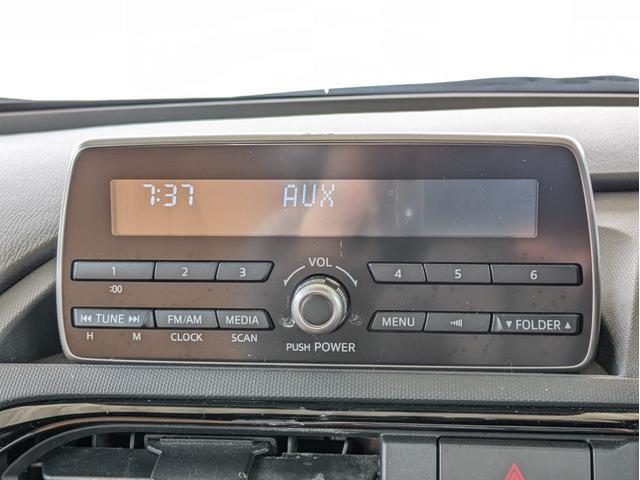 7:37 AUX
VOL
1 2 3 4 5 6
:00
TUNE FM/AM MEDIA MENU FOLDER
H M CLOCK SCAN
PUSH POWER